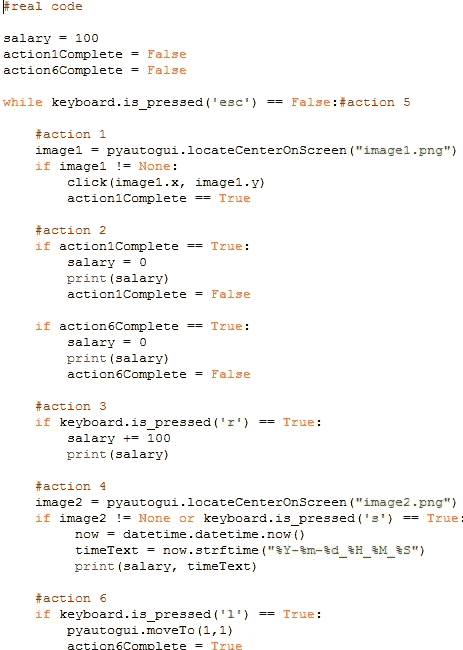 #real code
salary = 100
action1Complete = False
action6Complete = False
while keyboard.is_pressed('esc') == False:#action 5
#action 1
image1 = pyautogui.locateCenterOnScreen("image1.png")
if image1 != None:
click(image1.x, image1.y)
action1Complete == True
#action 2
if action1Complete == True:
salary = 0
print(salary)
action1Complete = False
if action6Complete == True:
salary = 0
print(salary)
action6Complete = False
#action 3
if keyboard.is_pressed('r') == True:
salary += 100
print(salary)
#action 4
image2 = pyautogui.locateCenterOnScreen("image2.png")
if image2 != None or keyboard.is_pressed('s') == True:
now = datetime.datetime.now()
timeText = now.strftime("%Y-%m-%d_%H_%M_%S")
print(salary, timeText)
#action 6
if keyboard.is_pressed('l') == True:
pyautogui.moveTo(1,1)
action6Complete = True